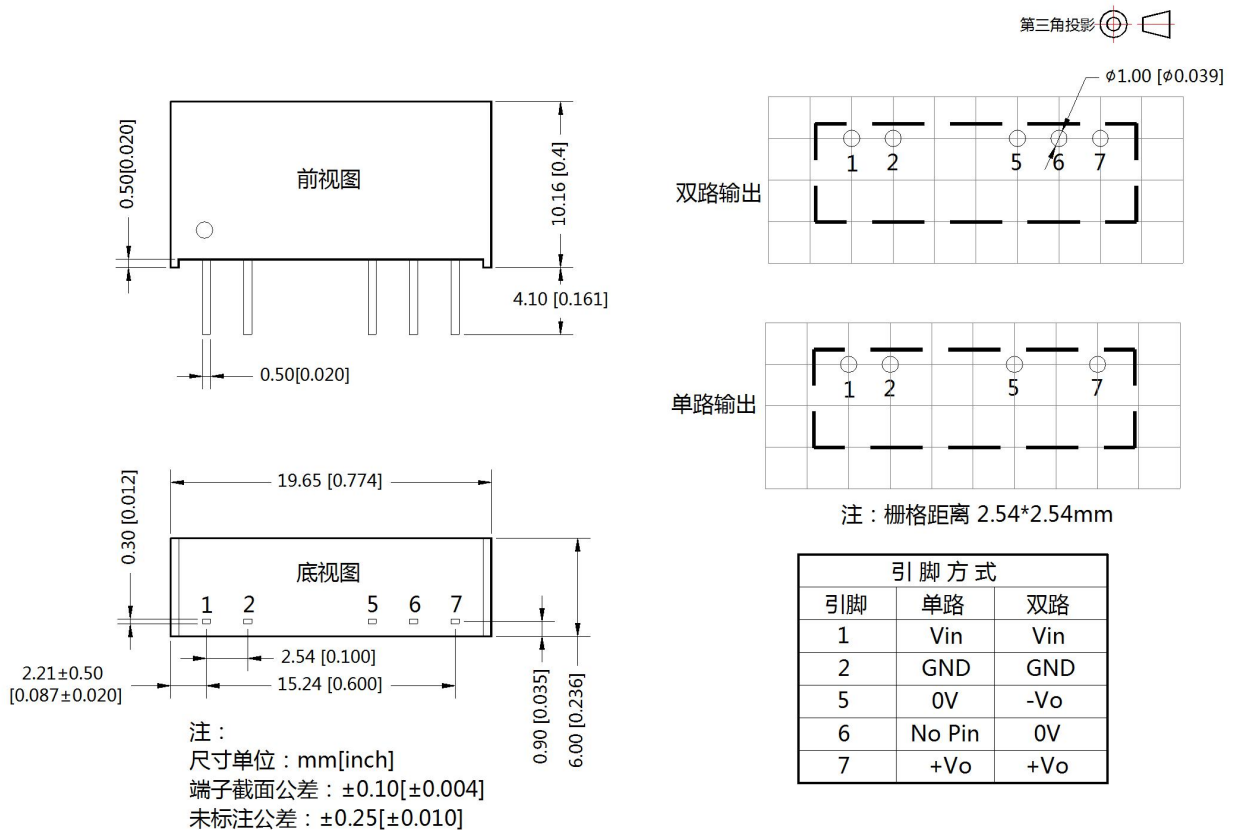 第三角投影
⌀1.00 [⌀0.039]
0.50[0.020]
前视图
10.16 [0.4]
4.10 [0.161]
0.50[0.020]
双路输出
1 2 5 6 7
单路输出
1 2 5 7
注：栅格距离 2.54*2.54mm
19.65 [0.774]
0.30 [0.012]
底视图
1 2 5 6 7
2.54 [0.100]
15.24 [0.600]
2.21±0.50
[0.087±0.020]
0.90 [0.035]
6.00 [0.236]
注：
尺寸单位：mm[inch]
端子截面公差：±0.10[±0.004]
未标注公差：±0.25[±0.010]
引 脚 方 式
引脚 单路 双路
1 Vin Vin
2 GND GND
5 0V -Vo
6 No Pin 0V
7 +Vo +Vo